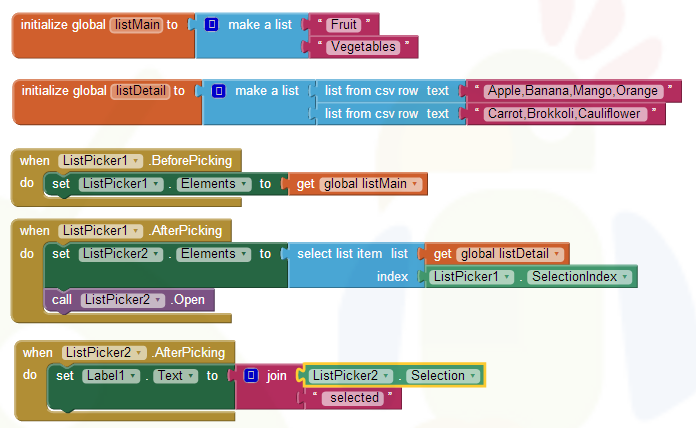 initialize global listMain to make a list " Fruit "
" Vegetables "
initialize global listDetail to make a list list from csv row text " Apple,Banana,Mango,Orange "
list from csv row text " Carrot,Brokkoli,Cauliflower "
when ListPicker1 .BeforePicking
do set ListPicker1 . Elements to get global listMain
when ListPicker1 .AfterPicking
do set ListPicker2 . Elements to select list item list get global listDetail
index ListPicker1 . SelectionIndex
call ListPicker2 .Open
when ListPicker2 .AfterPicking
do set Label1 . Text to join ListPicker2 . Selection
" selected "